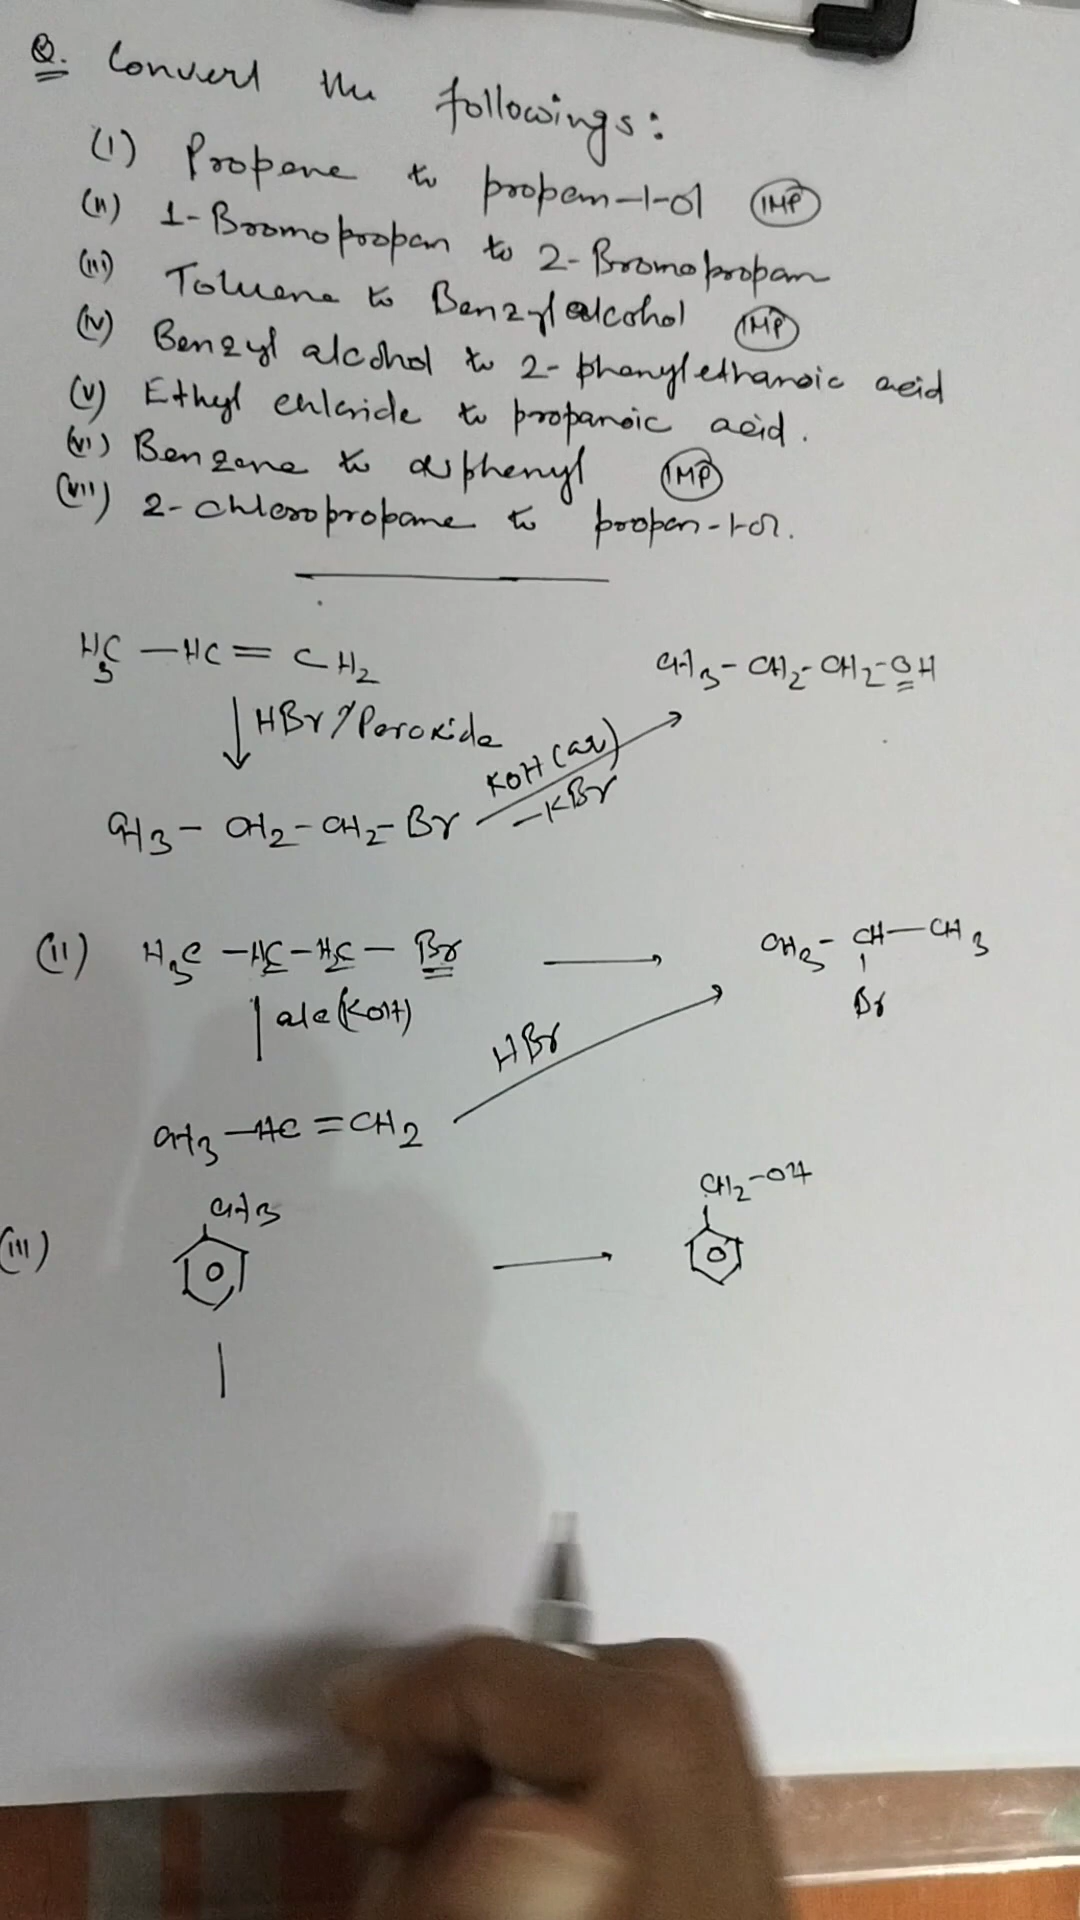 Q. Convert the followings:
(i) Propene to propan-1-ol (IMP)
(ii) 1-Bromopropan to 2-Bromopropan
(iii) Toluene to Benzyl alcohol (IMP)
(iv) Benzyl alcohol to 2-phenylethanoic acid
(v) Ethyl chloride to propanoic acid.
(vi) Benzene to diphenyl (IMP)
(vii) 2-chloropropane to propan-1-ol.
H3C - HC = CH2
CH3 - CH2 - CH2 - OH
HBr / Peroxide
KOH (aq)
- KBr
CH3 - CH2 - CH2 - Br
(ii) H3C - H2C - H2C - Br → CH3 - CH - CH3
Br
alc (KOH)
HBr
CH3 - HC = CH2
CH2 - OH
CH3
(iii)